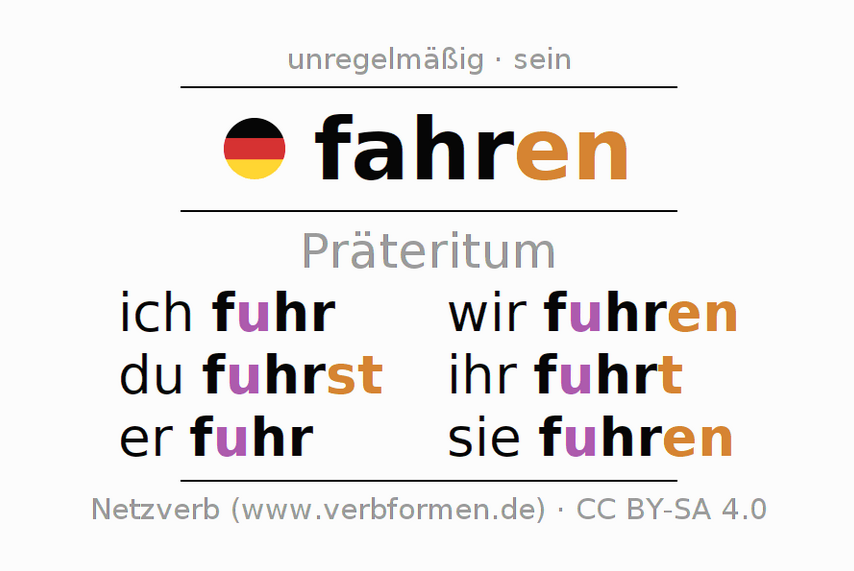 unregelmäßig · sein
fahren
Präteritum
ich fuhr wir fuhren
du fuhrst ihr fuhrt
er fuhr sie fuhren
Netzverb (www.verbformen.de) · CC BY-SA 4.0